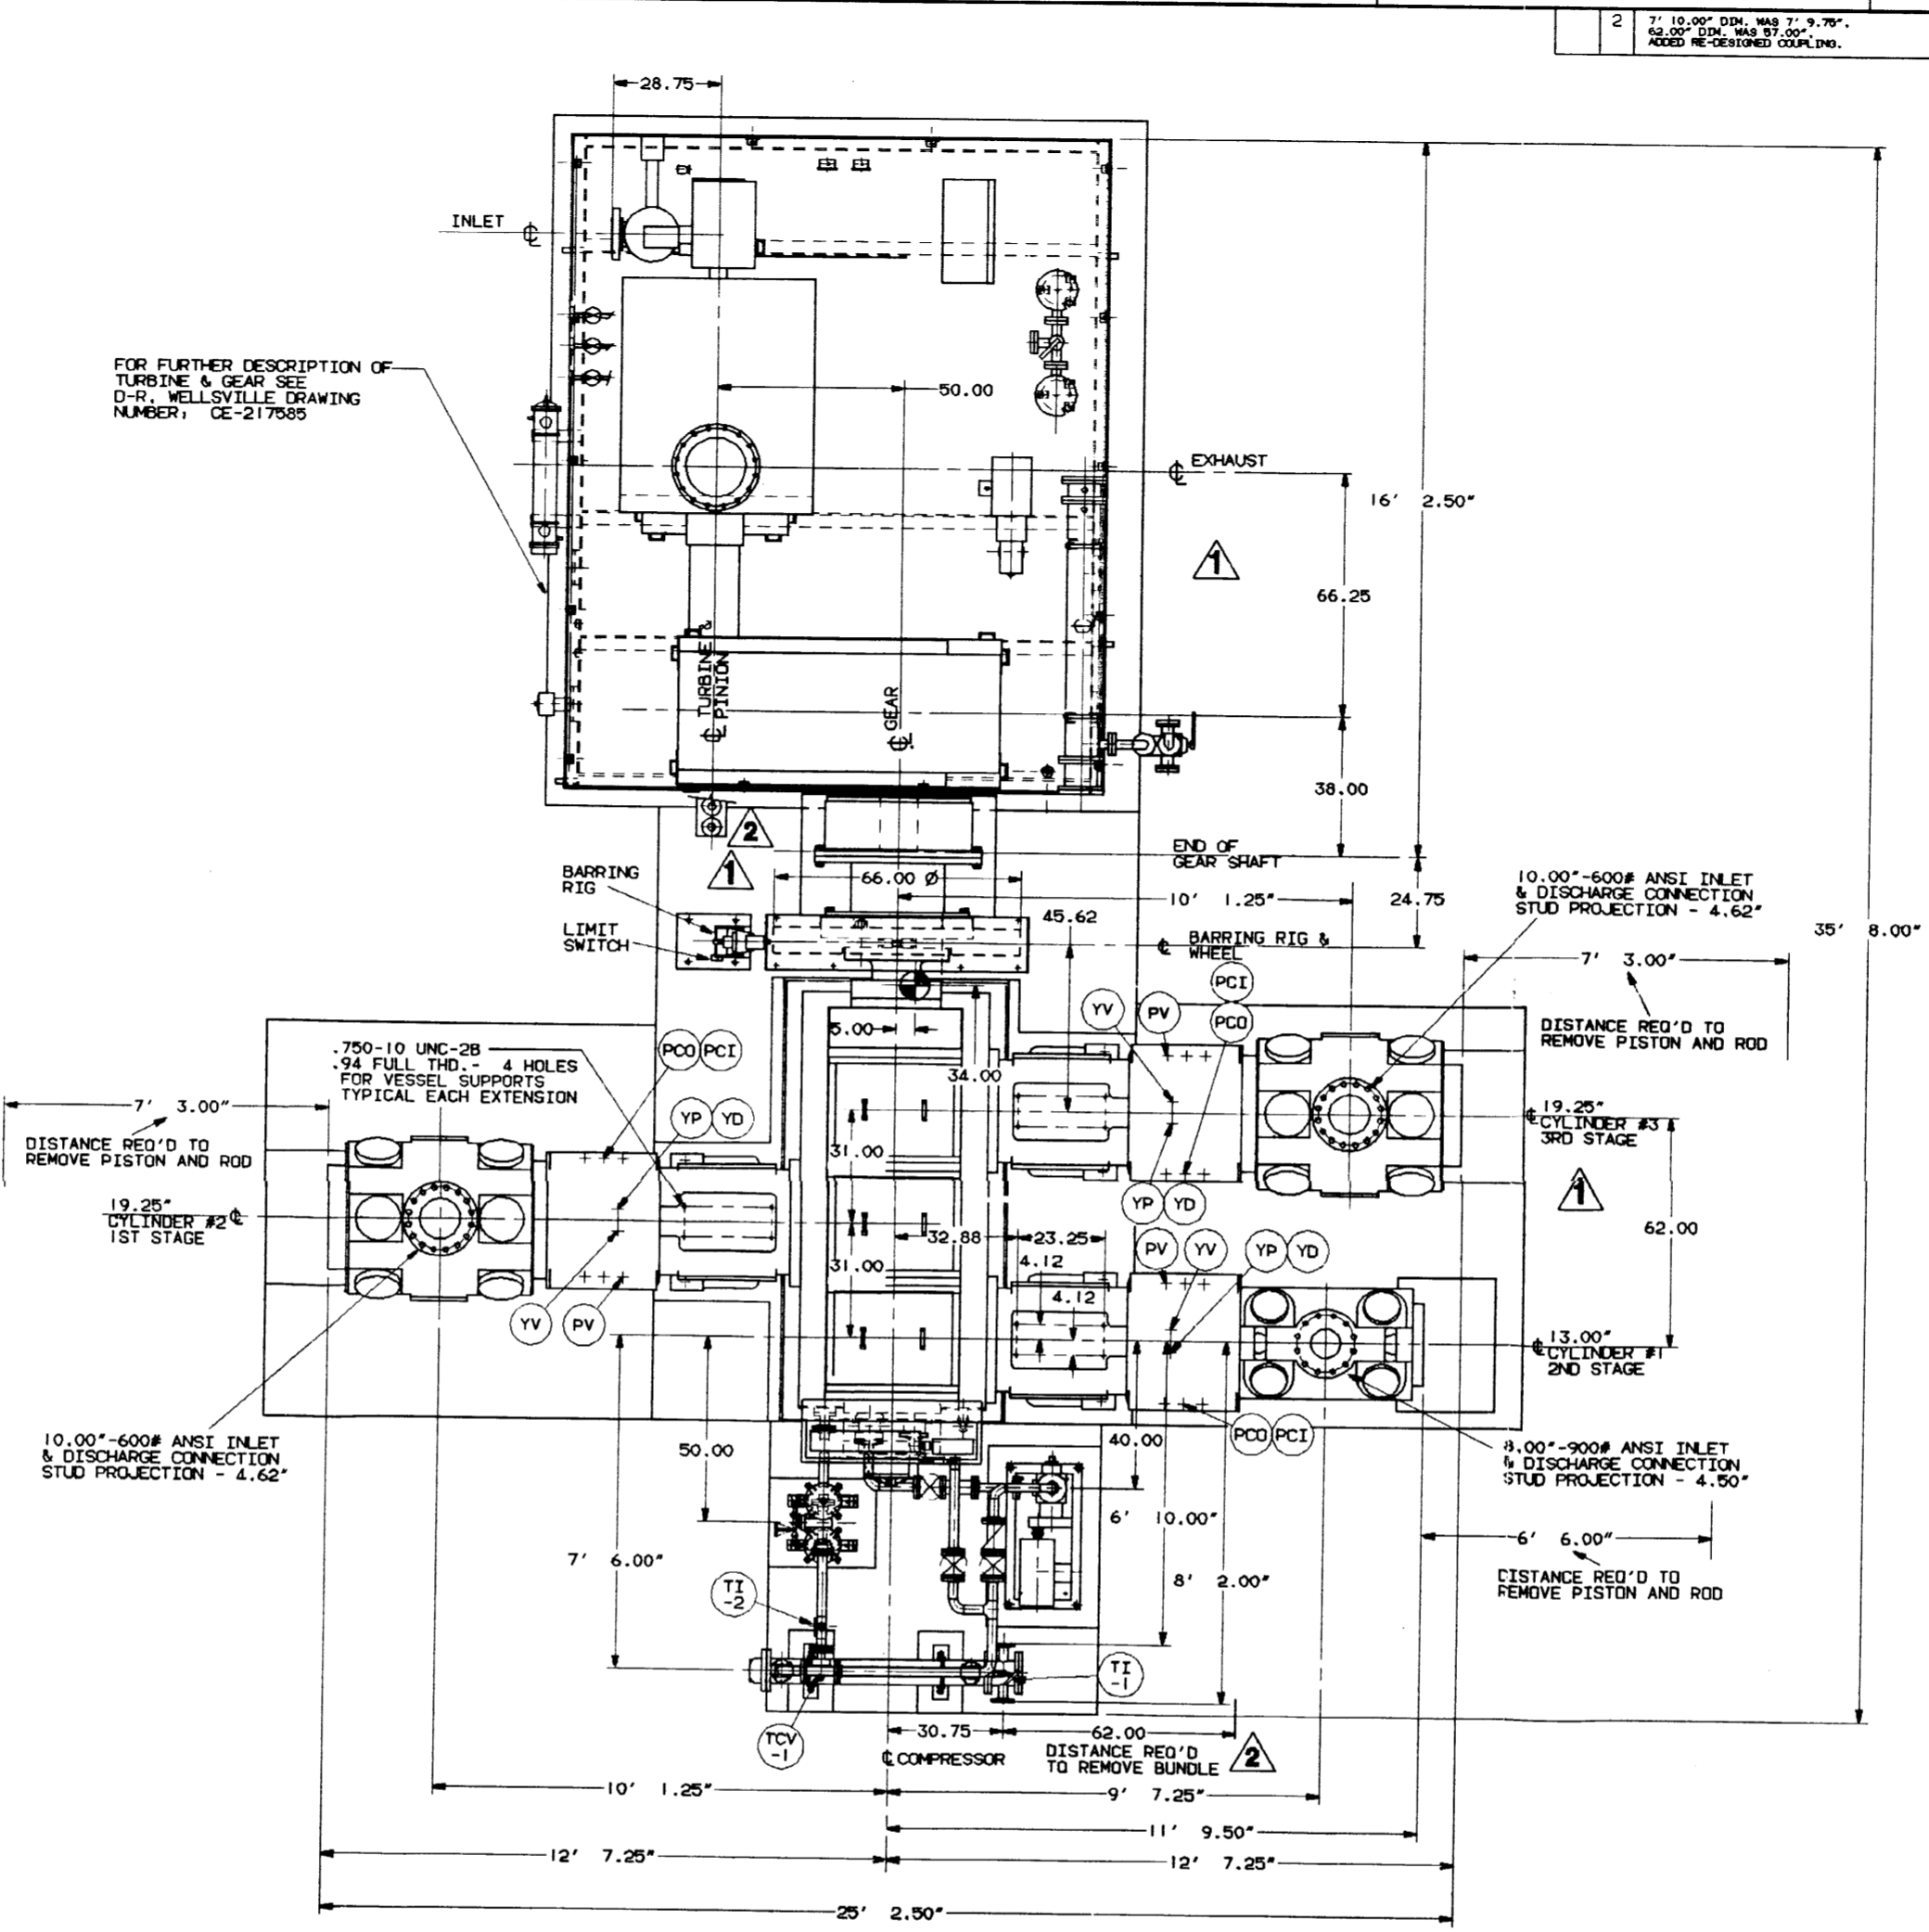 2
7' 10.00" DIM. WAS 7' 9.75".
62.00" DIM. WAS 57.00".
ADDED RE-DESIGNED COUPLING.
28.75
INLET
FOR FURTHER DESCRIPTION OF
TURBINE & GEAR SEE
D-R. WELLSVILLE DRAWING
NUMBER: CE-217585
50.00
EXHAUST
16' 2.50"
1
66.25
TURBINE &
PINION
GEAR
38.00
2
1
END OF
GEAR SHAFT
BARRING
RIG
66.00 Ø
10' 1.25"
24.75
10.00"-600# ANSI INLET
& DISCHARGE CONNECTION
STUD PROJECTION - 4.62"
45.62
LIMIT
SWITCH
BARRING RIG &
WHEEL
35' 8.00"
7' 3.00"
PCI
YV
PV
PCO
5.00
DISTANCE REQ'D TO
REMOVE PISTON AND ROD
.750-10 UNC-2B
.94 FULL THD.- 4 HOLES
FOR VESSEL SUPPORTS
TYPICAL EACH EXTENSION
PCO
PCI
34.00
7' 3.00"
YP
YD
19.25"
CYLINDER #3
3RD STAGE
DISTANCE REQ'D TO
REMOVE PISTON AND ROD
31.00
YP
YD
1
19.25"
CYLINDER #2
1ST STAGE
62.00
32.88
23.25
PV
YV
YP
YD
31.00
4.12
4.12
YV
PV
13.00"
CYLINDER #1
2ND STAGE
10.00"-600# ANSI INLET
& DISCHARGE CONNECTION
STUD PROJECTION - 4.62"
50.00
40.00
PCO
PCI
8.00"-900# ANSI INLET
& DISCHARGE CONNECTION
STUD PROJECTION - 4.50"
6' 10.00"
6' 6.00"
7' 6.00"
8' 2.00"
DISTANCE REQ'D TO
REMOVE PISTON AND ROD
TI
-2
TI
-1
30.75
62.00
TCV
-1
COMPRESSOR
DISTANCE REQ'D
TO REMOVE BUNDLE
2
10' 1.25"
9' 7.25"
11' 9.50"
12' 7.25"
12' 7.25"
25' 2.50"